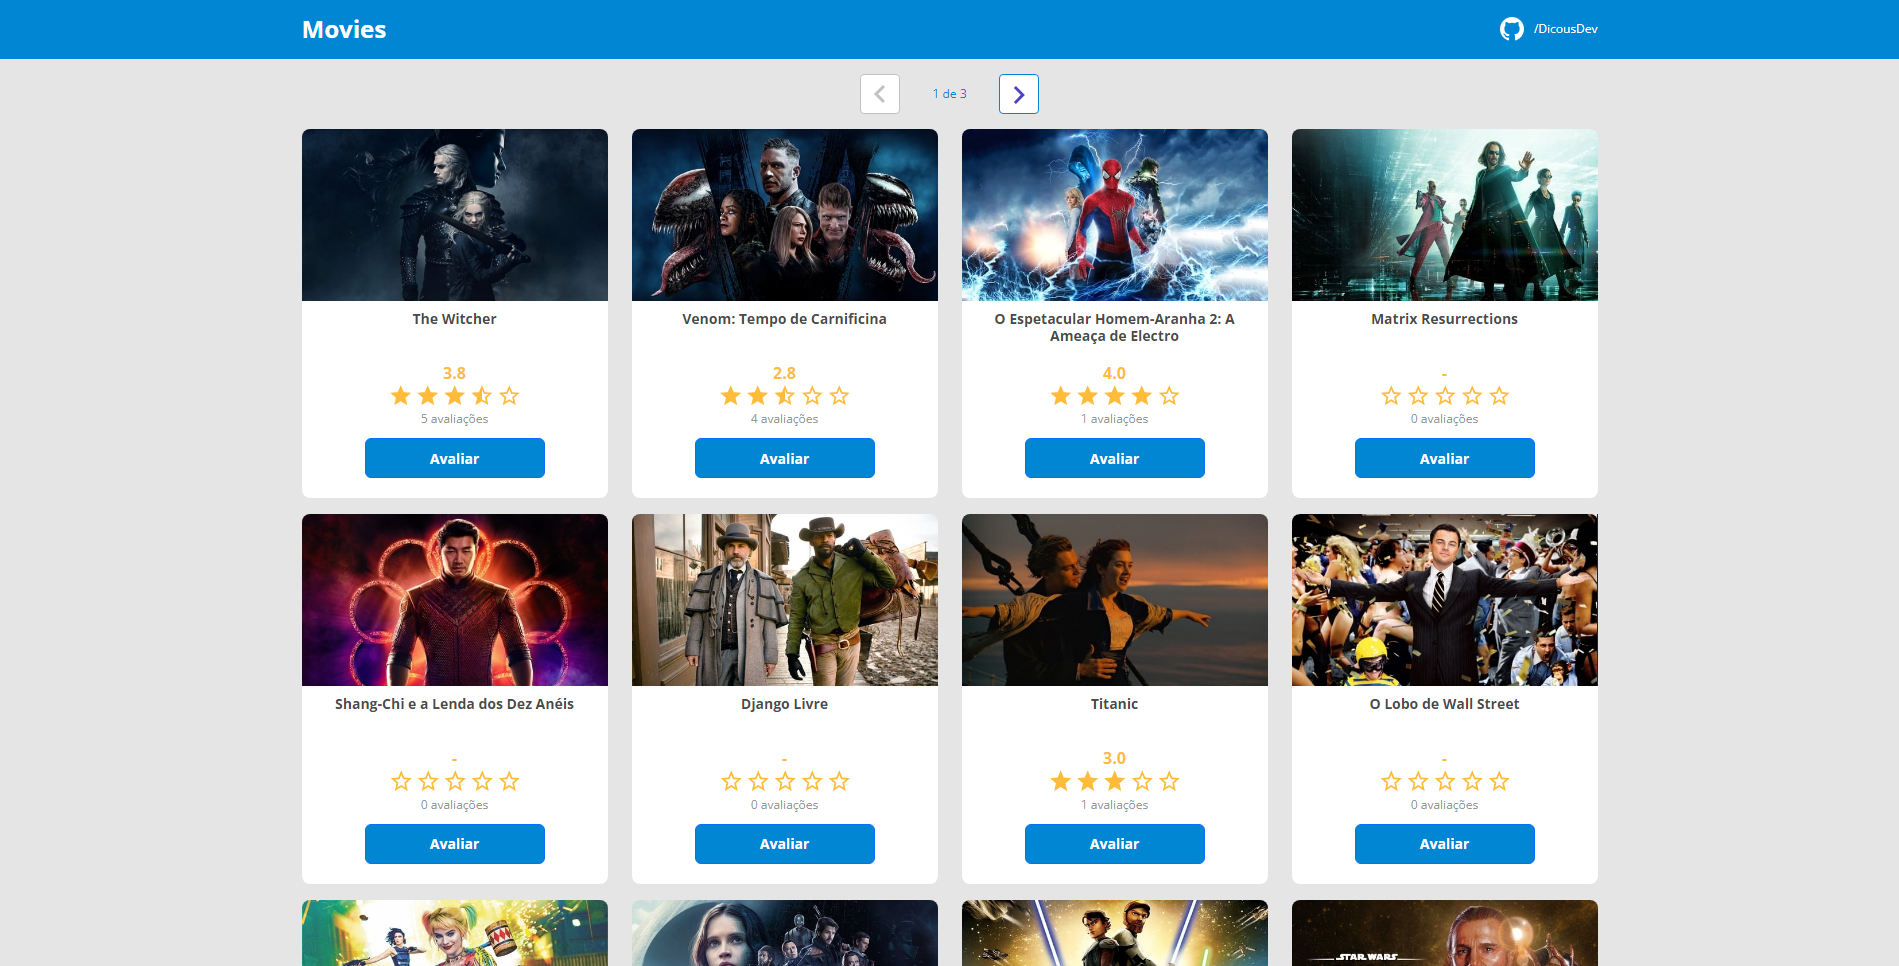 Movies
/DicousDev
1 de 3
The Witcher
3.8
5 avaliações
Avaliar
Venom: Tempo de Carnificina
2.8
4 avaliações
Avaliar
O Espetacular Homem-Aranha 2: A
Ameaça de Electro
4.0
1 avaliações
Avaliar
Matrix Resurrections
-
0 avaliações
Avaliar
Shang-Chi e a Lenda dos Dez Anéis
-
0 avaliações
Avaliar
Django Livre
-
0 avaliações
Avaliar
Titanic
3.0
1 avaliações
Avaliar
O Lobo de Wall Street
-
0 avaliações
Avaliar
STAR WARS